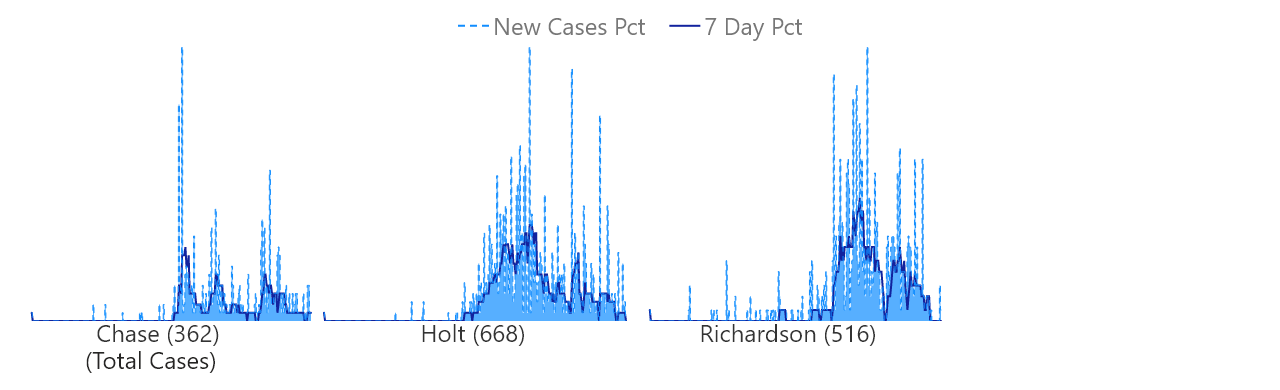 New Cases Pct 7 Day Pct
Chase (362) Holt (668) Richardson (516)
(Total Cases)